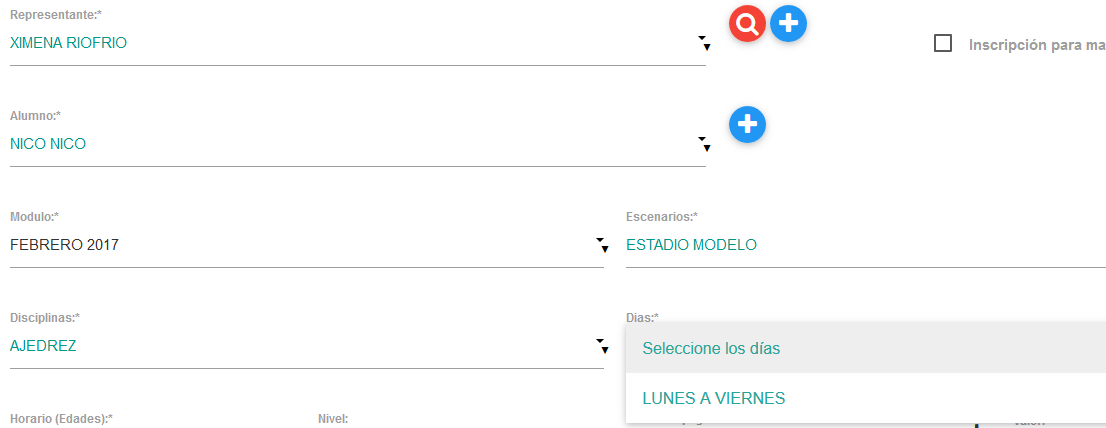 Representante:*
XIMENA RIOFRIO
Inscripción para ma
Alumno:*
NICO NICO
Modulo:*
Escenarios:*
FEBRERO 2017
ESTADIO MODELO
Disciplinas:*
Dias:*
AJEDREZ
Seleccione los días
LUNES A VIERNES
Horario (Edades):*
Nivel: